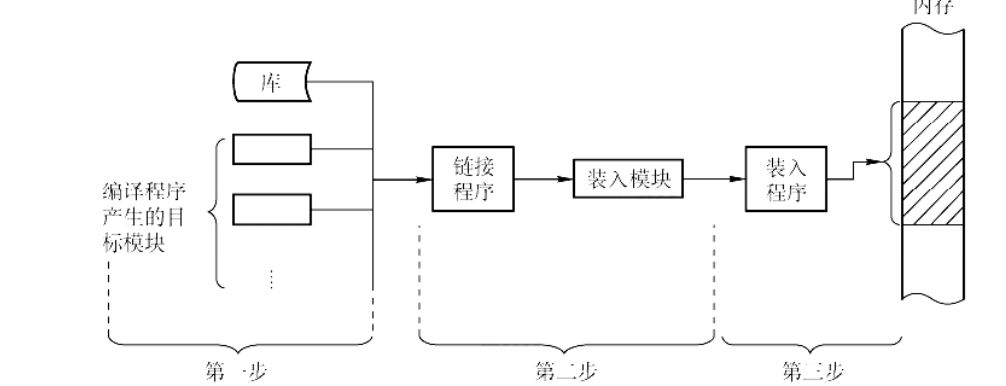 内存
库
编译程序
产生的目
标模块
链接
程序
装入模块
装入
程序
第一步
第二步
第三步